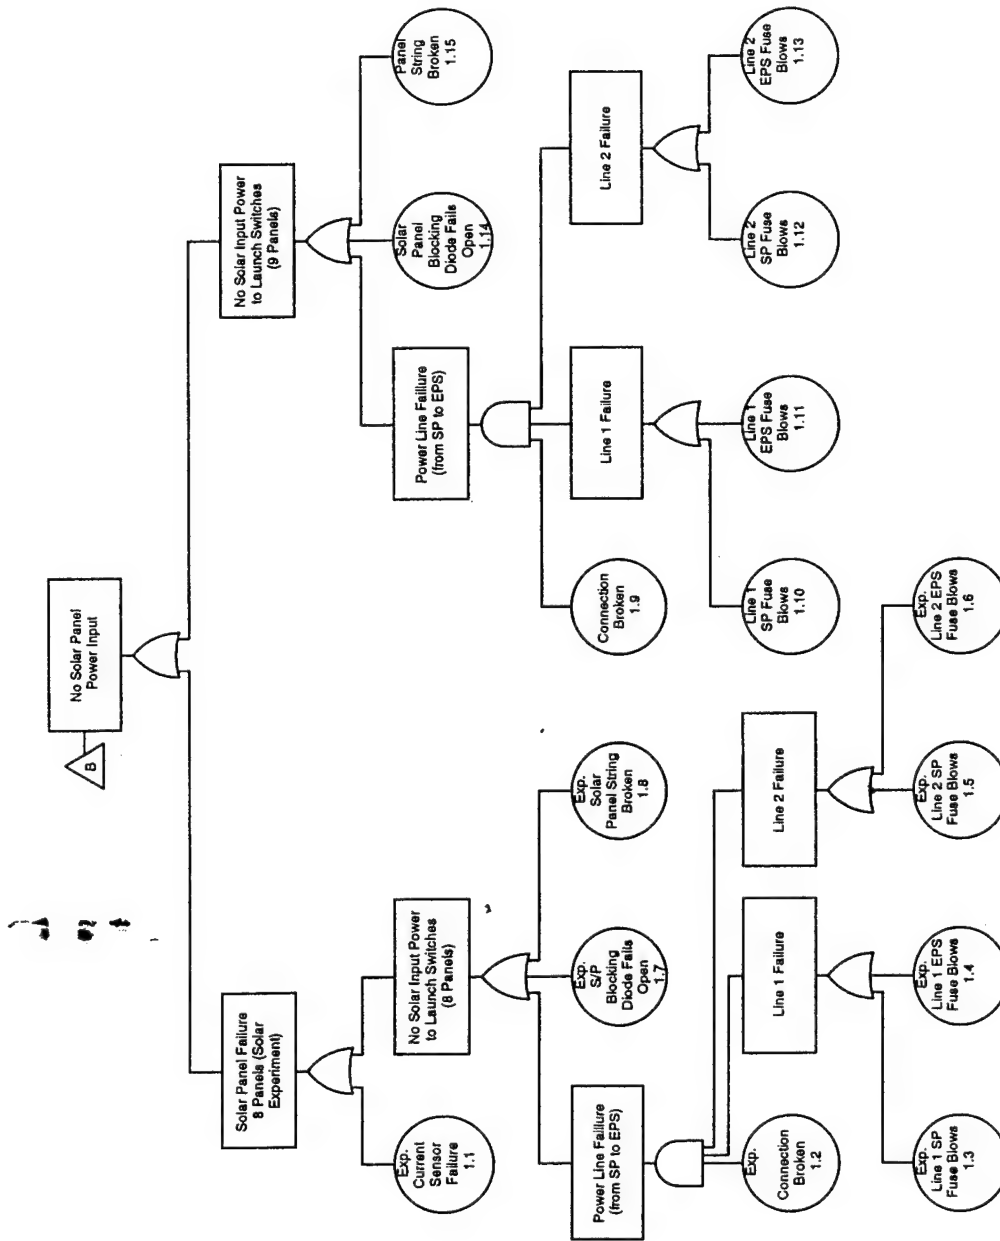 B
No Solar Panel
Power Input
Solar Panel Failure
8 Panels (Solar
Experiment)
No Solar Input Power
to Launch Switches
(9 Panels)
Exp.
Current
Sensor
Failure
1.1
No Solar Input Power
to Launch Switches
(8 Panels)
Power Line Faillure
(from SP to EPS)
Solar
Panel
Blocking
Diode Fails
Open
1.14
Panel
String
Broken
1.15
Power Line Faillure
(from SP to EPS)
Exp.
S/P
Blocking
Diode Fails
Open
1.7
Exp.
Solar
Panel String
Broken
1.8
Connection
Broken
1.9
Line 1 Failure
Line 2 Failure
Exp.
Connection
Broken
1.2
Line 1 Failure
Line 2 Failure
Line 1
SP Fuse
Blows
1.10
Line 1
EPS Fuse
Blows
1.11
Line 2
SP Fuse
Blows
1.12
Line 2
EPS Fuse
Blows
1.13
Exp.
Line 1 SP
Fuse Blows
1.3
Exp.
Line 1 EPS
Fuse Blows
1.4
Exp.
Line 2 SP
Fuse Blows
1.5
Exp.
Line 2 EPS
Fuse Blows
1.6